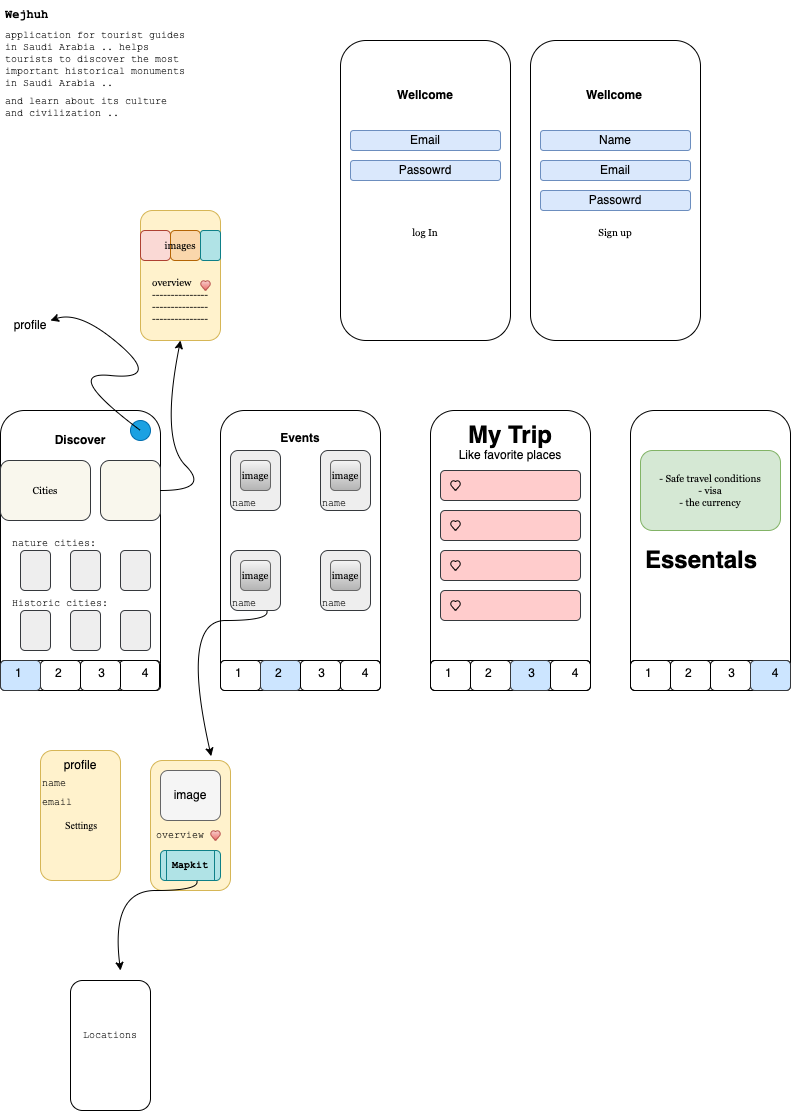 Wejhuh
application for tourist guides
in Saudi Arabia .. helps
tourists to discover the most
important historical monuments
in Saudi Arabia ..
and learn about its culture
and civilization ..
Wellcome
Email
Passowrd
log In
Wellcome
Name
Email
Passowrd
Sign up
images
overview
---------------
---------------
---------------
profile
Discover
Cities
nature cities:
Historic cities:
1 2 3 4
Events
image
name
image
name
image
name
image
name
1 2 3 4
My Trip
Like favorite places
1 2 3 4
- Safe travel conditions
- visa
- the currency
Essentals
1 2 3 4
profile
name
email
Settings
image
overview
Mapkit
Locations